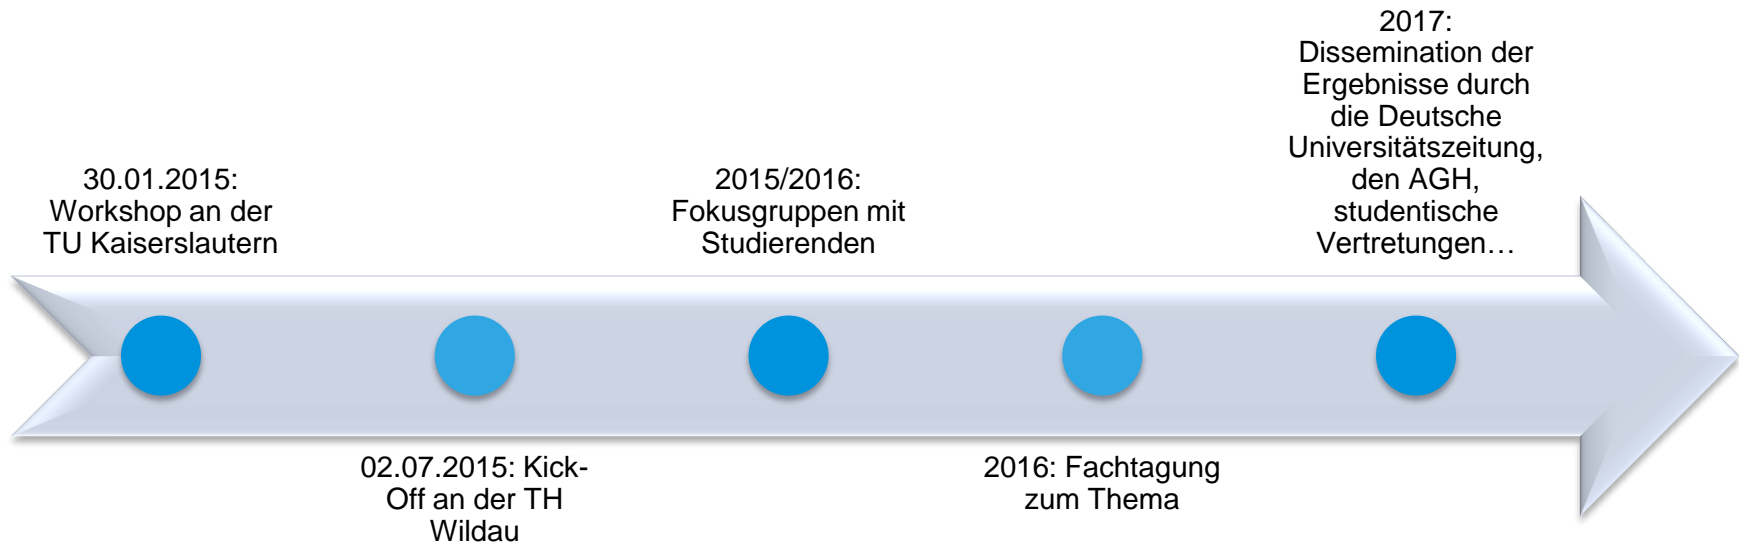 30.01.2015:
Workshop an der
TU Kaiserslautern
02.07.2015: Kick-
Off an der TH
Wildau
2015/2016:
Fokusgruppen mit
Studierenden
2016: Fachtagung
zum Thema
2017:
Dissemination der
Ergebnisse durch
die Deutsche
Universitätszeitung,
den AGH,
studentische
Vertretungen…